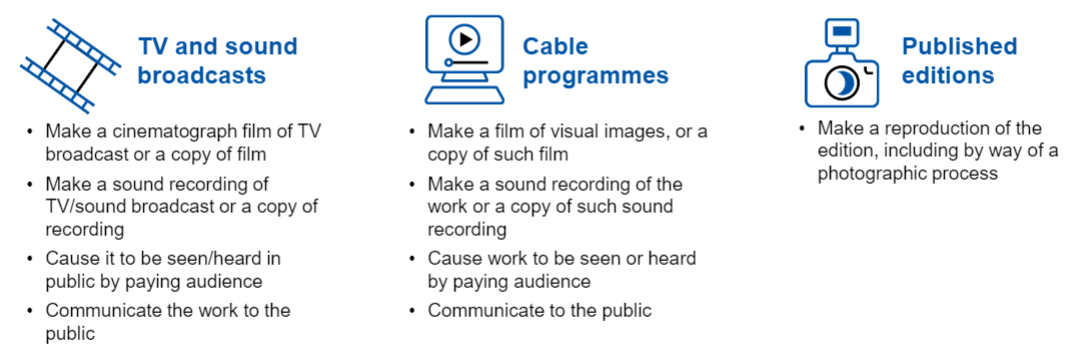 TV and sound
broadcasts
• Make a cinematograph film of TV
broadcast or a copy of film
• Make a sound recording of
TV/sound broadcast or a copy of
recording
• Cause it to be seen/heard in
public by paying audience
• Communicate the work to the
public
Cable
programmes
• Make a film of visual images, or a
copy of such film
• Make a sound recording of the
work or a copy of such sound
recording
• Cause work to be seen or heard
by paying audience
• Communicate to the public
Published
editions
• Make a reproduction of the
edition, including by way of a
photographic process